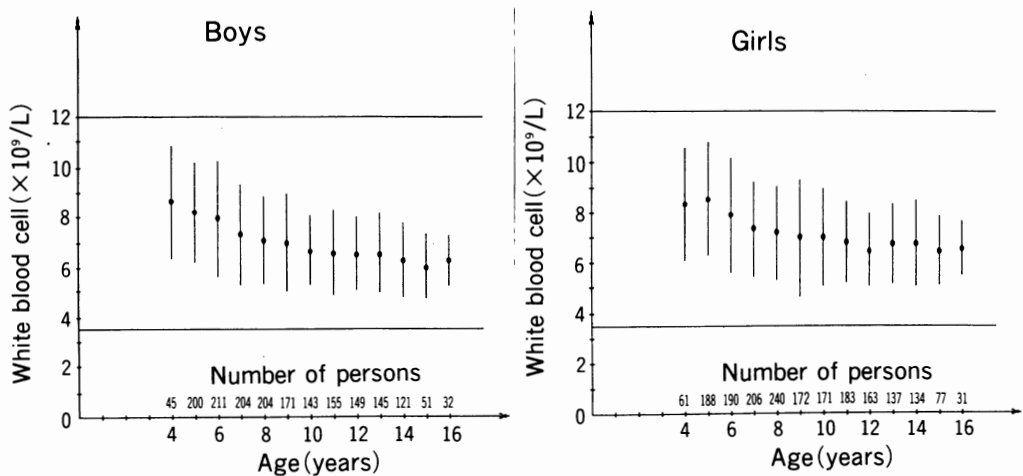 Boys
White blood cell (×10⁹/L)
12
10
8
6
4
2
0
Number of persons
45 200 211 204 204 171 143 155 149 145 121 51 32
4 6 8 10 12 14 16
Age (years)
Girls
White blood cell (×10⁹/L)
12
10
8
6
4
2
0
Number of persons
61 188 190 206 240 172 171 183 163 137 134 77 31
4 6 8 10 12 14 16
Age (years)